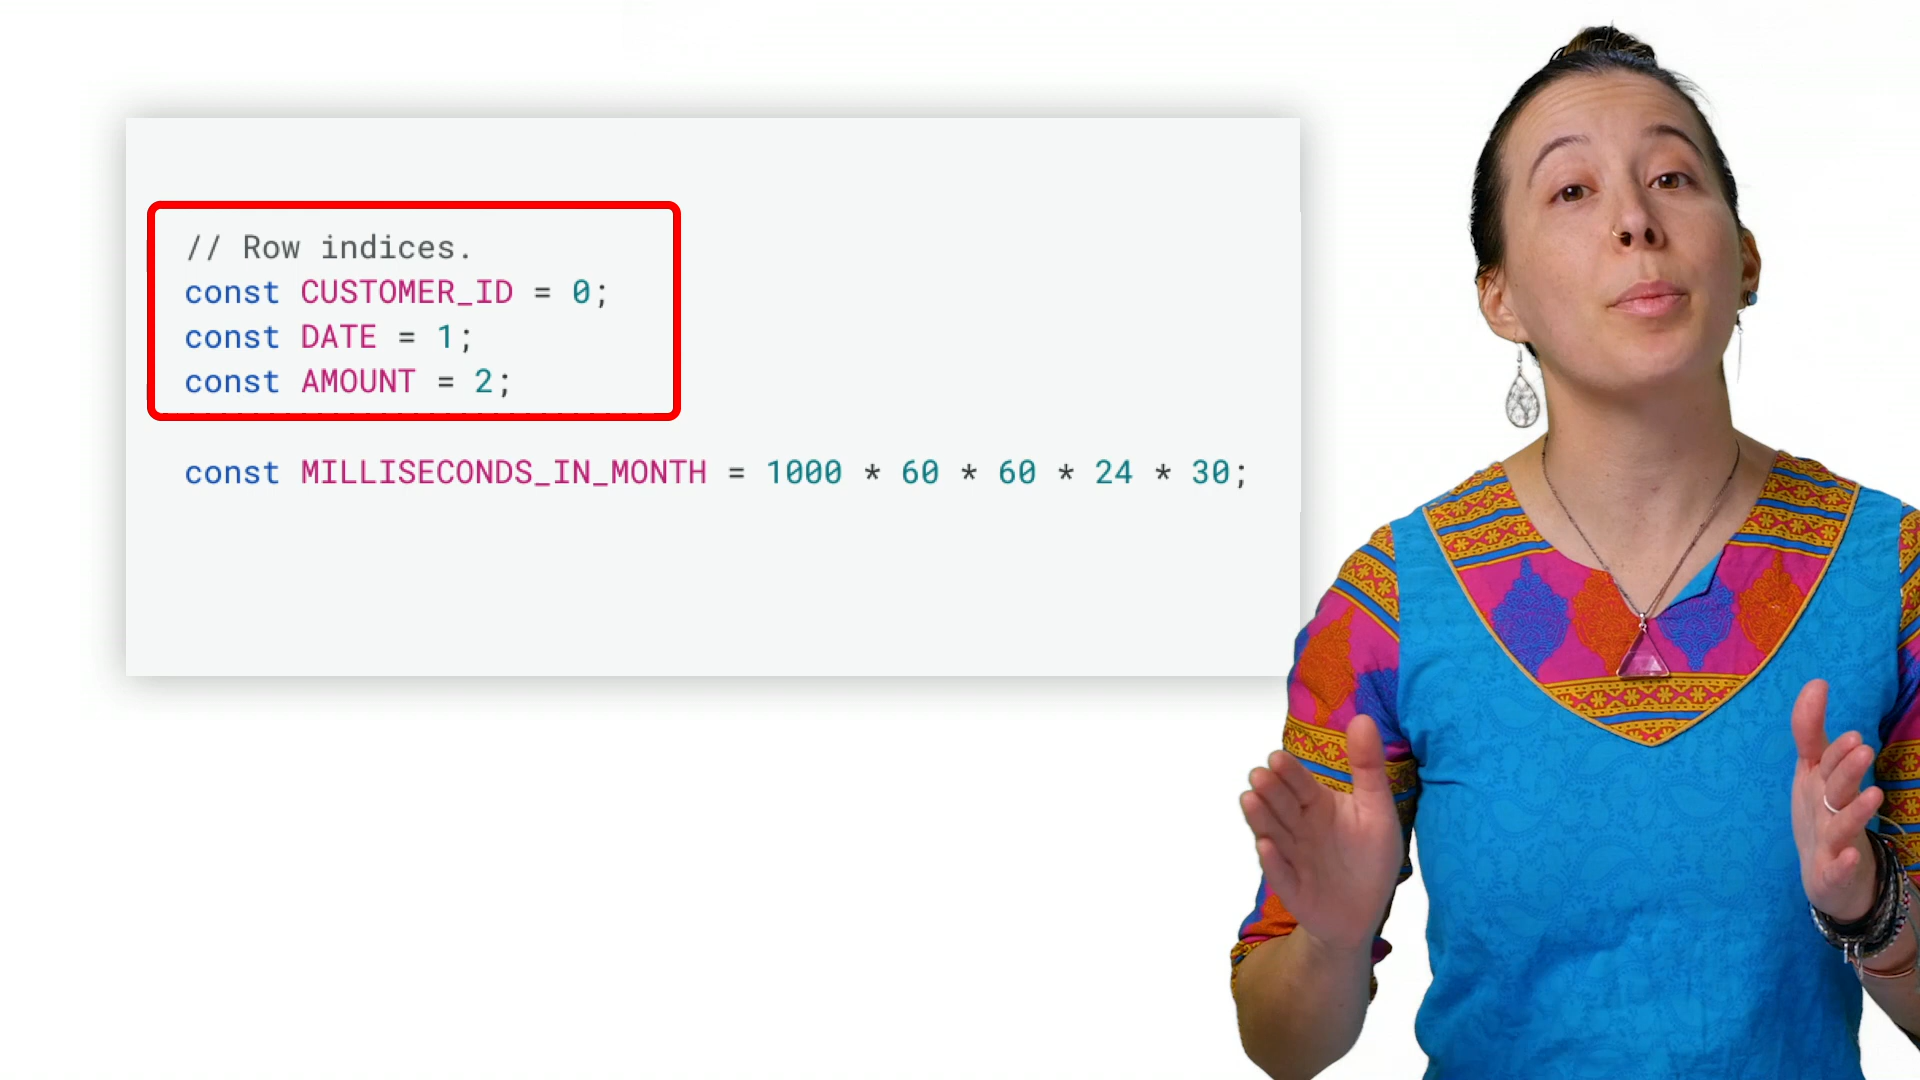 // Row indices.
const CUSTOMER_ID = 0;
const DATE = 1;
const AMOUNT = 2;
const MILLISECONDS_IN_MONTH = 1000 * 60 * 60 * 24 * 30;